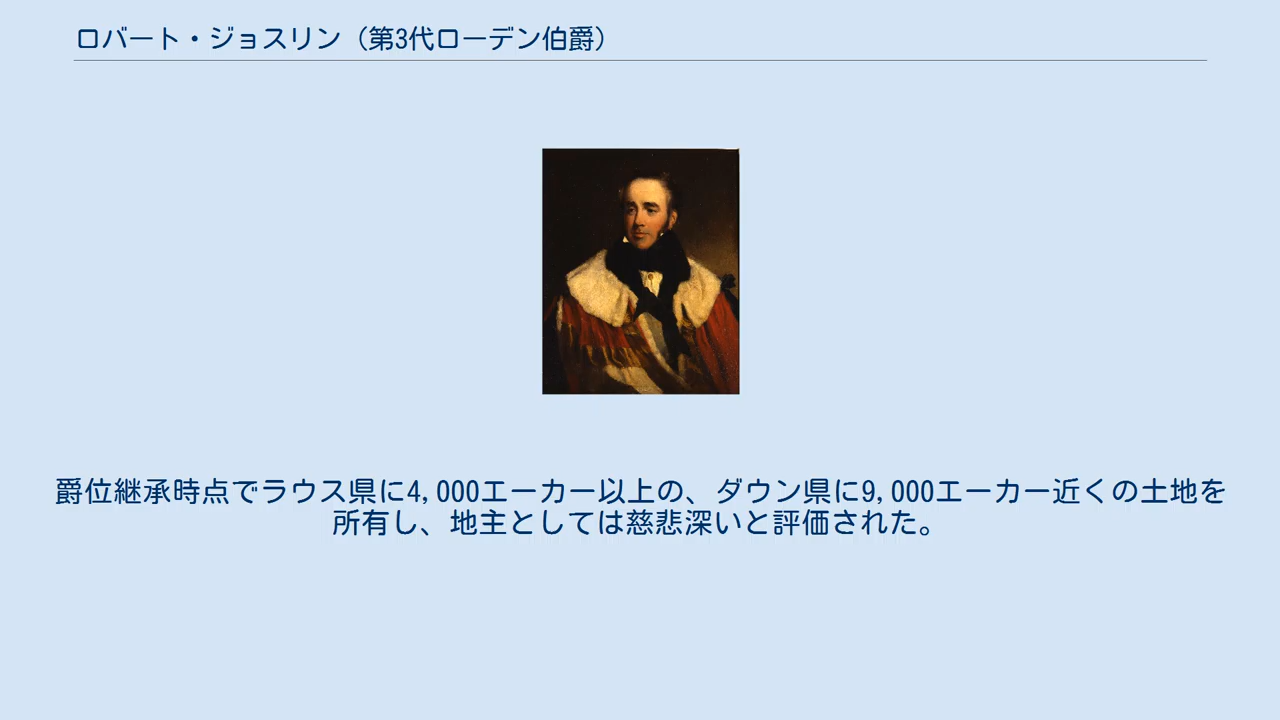 ロバート・ジョスリン（第3代ローデン伯爵）
爵位継承時点でラウス県に4,000エーカー以上の、ダウン県に9,000エーカー近くの土地を
所有し、地主としては慈悲深いと評価された。